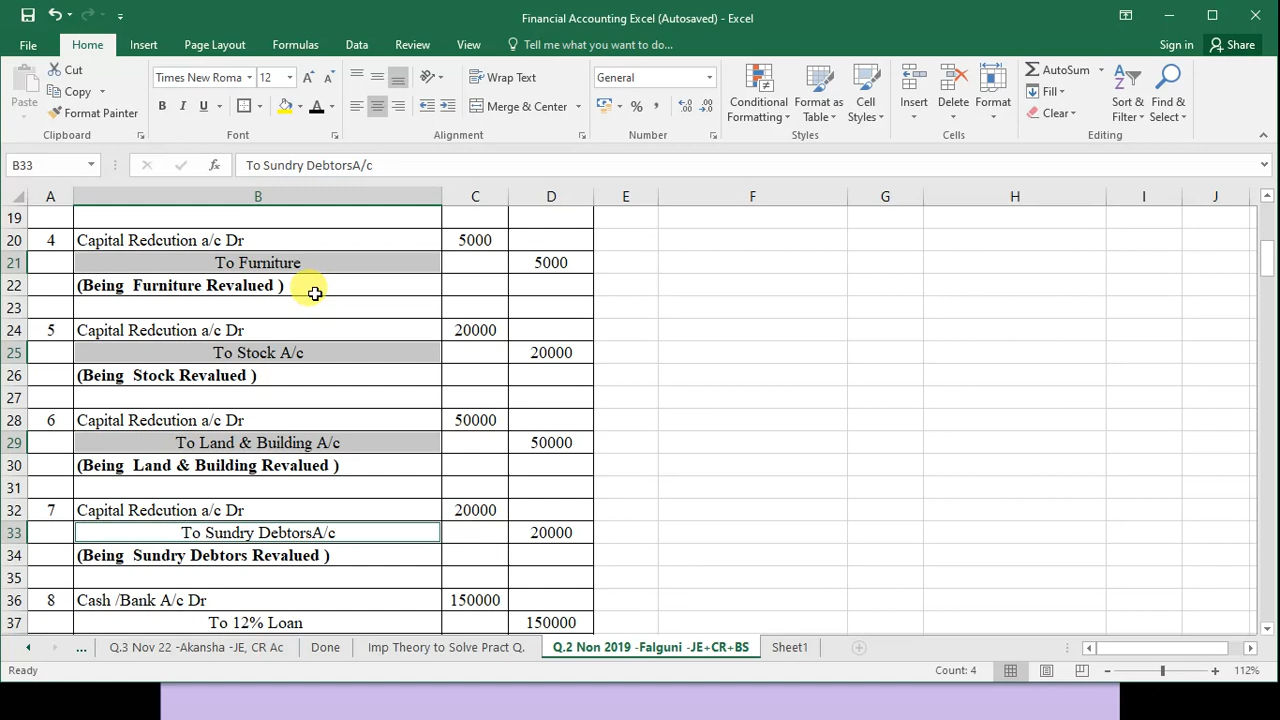 Financial Accounting Excel (Autosaved) - Excel
File Home Insert Page Layout Formulas Data Review View Tell me what you want to do... Sign in Share
Paste Cut Copy Format Painter Clipboard
Times New Roma 12 B I U A Font
Wrap Text Merge & Center Alignment
General % Number
Conditional Formatting Format as Table Cell Styles Styles
Insert Delete Format Cells
AutoSum Fill Clear Sort & Filter Find & Select Editing
B33 fx To Sundry DebtorsA/c
A B C D E F G H I J
19
20 4 Capital Redcution a/c Dr 5000
21 To Furniture 5000
22 (Being Furniture Revalued )
23
24 5 Capital Redcution a/c Dr 20000
25 To Stock A/c 20000
26 (Being Stock Revalued )
27
28 6 Capital Redcution a/c Dr 50000
29 To Land & Building A/c 50000
30 (Being Land & Building Revalued )
31
32 7 Capital Redcution a/c Dr 20000
33 To Sundry DebtorsA/c 20000
34 (Being Sundry Debtors Revalued )
35
36 8 Cash /Bank A/c Dr 150000
37 To 12% Loan 150000
... Q.3 Nov 22 -Akansha -JE, CR Ac Done Imp Theory to Solve Pract Q. Q.2 Non 2019 -Falguni -JE+CR+BS Sheet1
Ready Count: 4 112%